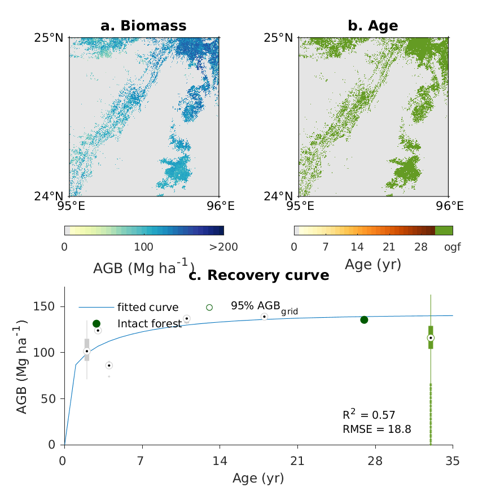 a. Biomass
b. Age
25°N
24°N
95°E
96°E
25°N
24°N
95°E
96°E
0
100
>200
AGB (Mg ha⁻¹)
0
7
14
21
28
ogf
Age (yr)
c. Recovery curve
AGB (Mg ha⁻¹)
150
100
50
0
fitted curve
95% AGB_grid
Intact forest
R² = 0.57
RMSE = 18.8
0
7
14
21
28
35
Age (yr)